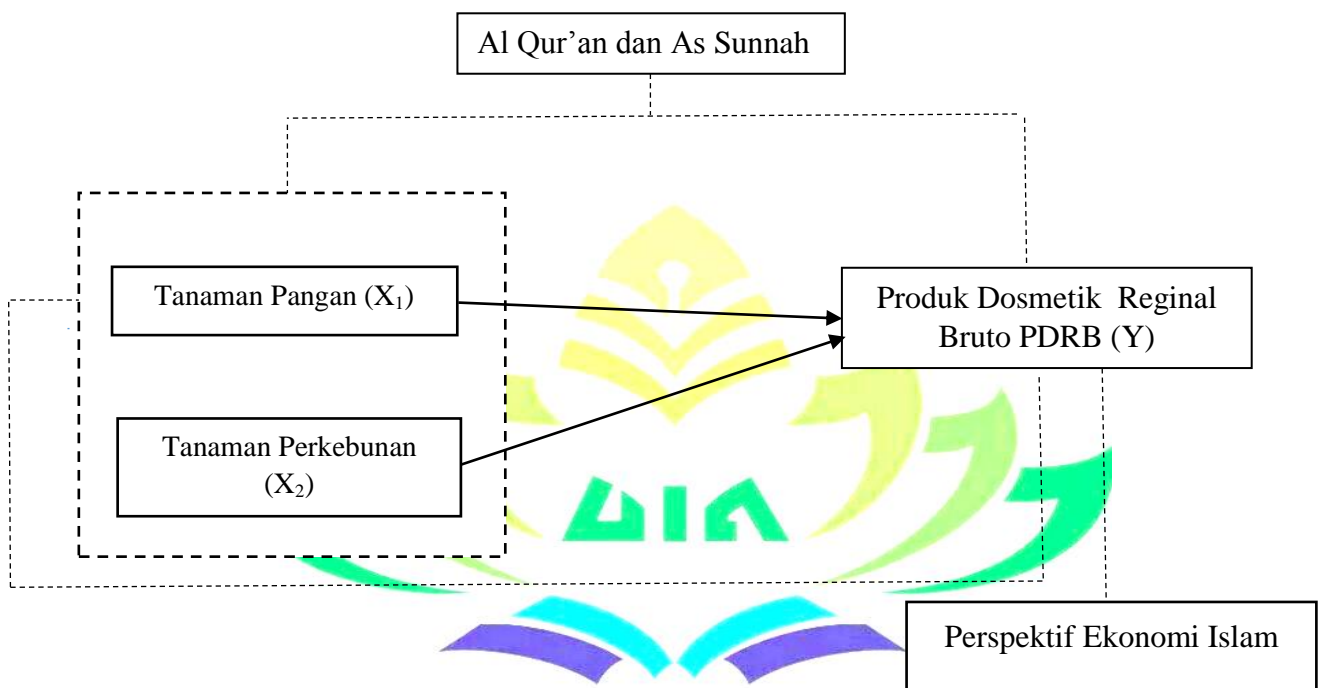 Al Qur’an dan As Sunnah
Tanaman Pangan (X₁)
Produk Dosmetik Reginal
Bruto PDRB (Y)
Tanaman Perkebunan
(X₂)
UIN
Perspektif Ekonomi Islam